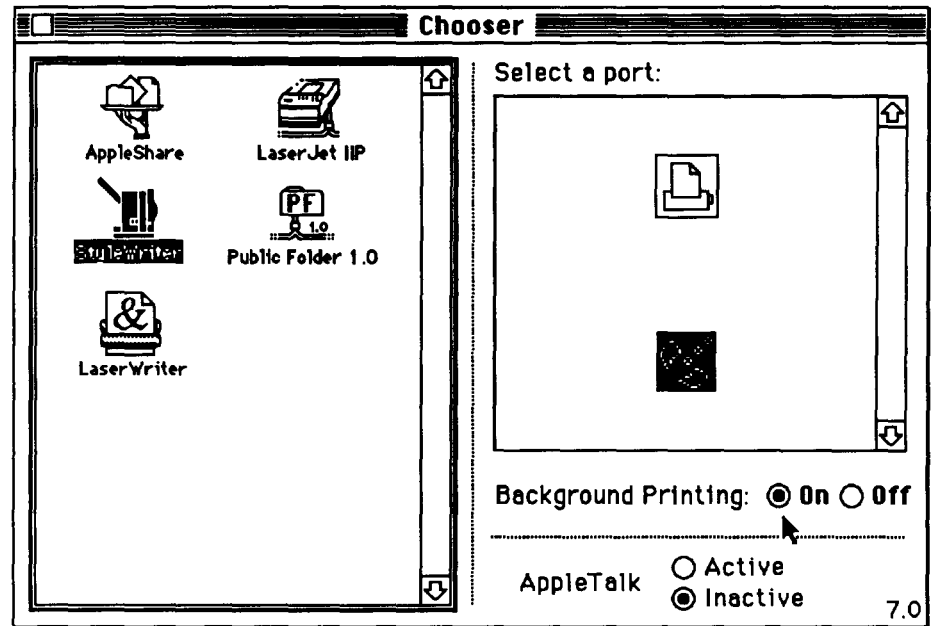 Chooser
AppleShare
LaserJet IIP
StyleWriter
PF
1.0
Public Folder 1.0
&
LaserWriter
Select a port:
Background Printing: On Off
AppleTalk
Active
Inactive
7.0